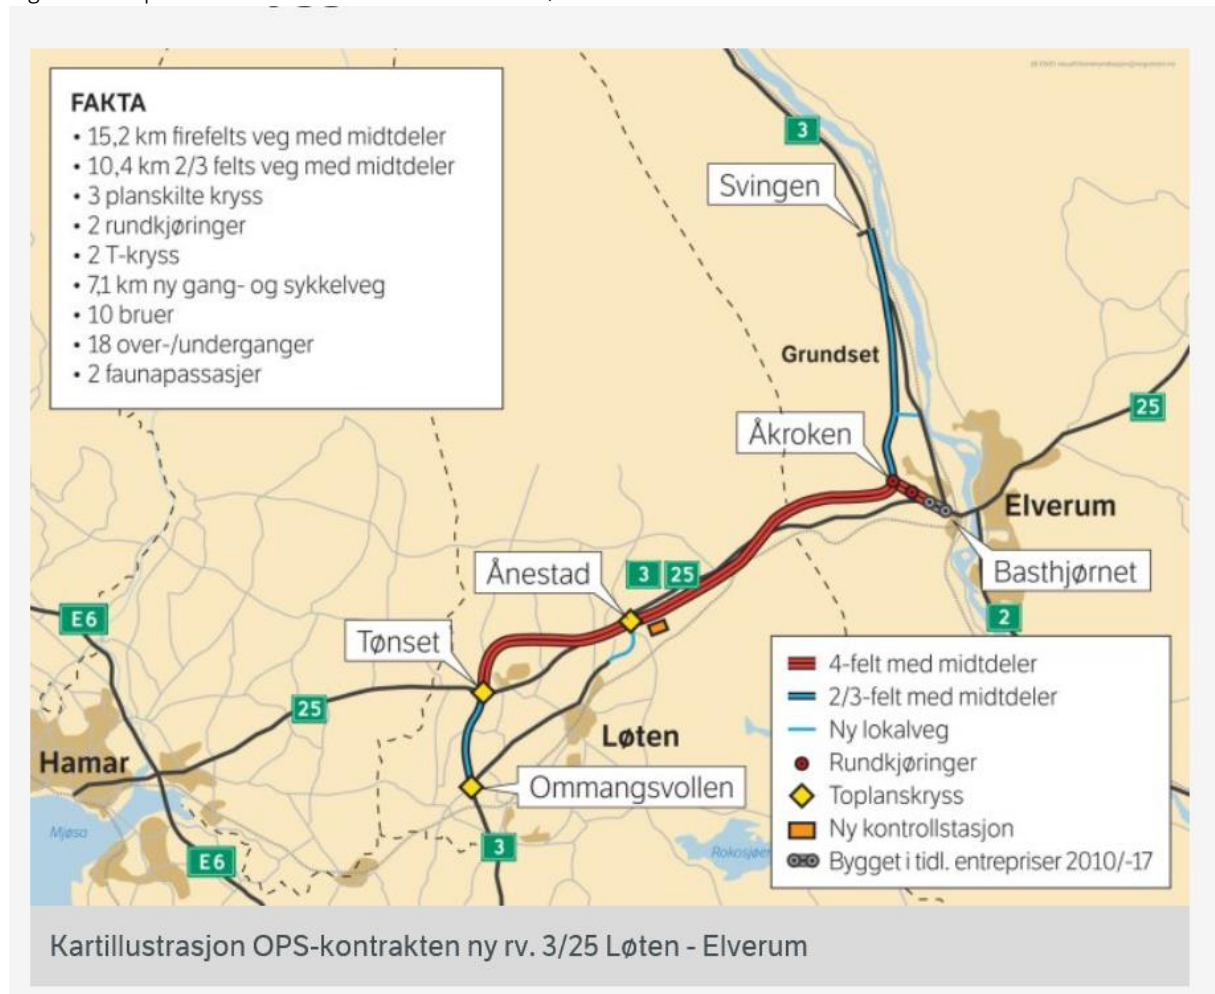 FAKTA
• 15,2 km firefelts veg med midtdeler
• 10,4 km 2/3 felts veg med midtdeler
• 3 planskilte kryss
• 2 rundkjøringer
• 2 T-kryss
• 7,1 km ny gang- og sykkelveg
• 10 bruer
• 18 over-/underganger
• 2 faunapassasjer
3
Svingen
Grundset
25
Åkroken
Elverum
Basthjørnet
2
Ånestad
3 25
E6
Tønset
25
Løten
Hamar
Ommangsvollen
Mjøsa
3
E6
Rokosjøen
4-felt med midtdeler
2/3-felt med midtdeler
Ny lokalveg
Rundkjøringer
Toplanskryss
Ny kontrollstasjon
Bygget i tidl. entrepriser 2010/-17
Kartillustrasjon OPS-kontrakten ny rv. 3/25 Løten - Elverum